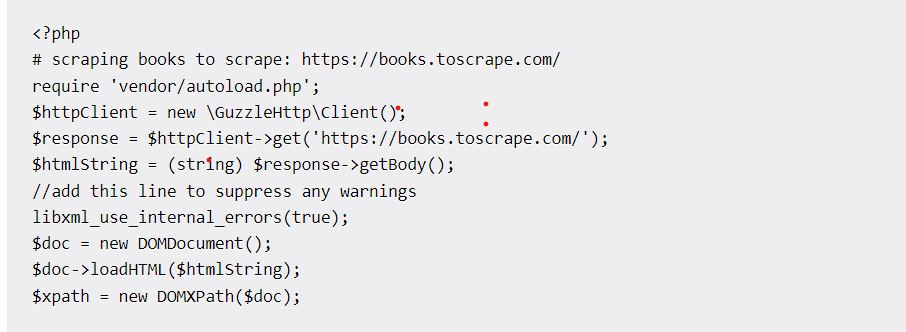 <?php
# scraping books to scrape: https://books.toscrape.com/
require 'vendor/autoload.php';
$httpClient = new \GuzzleHttp\Client();
$response = $httpClient->get('https://books.toscrape.com/');
$htmlString = (string) $response->getBody();
//add this line to suppress any warnings
libxml_use_internal_errors(true);
$doc = new DOMDocument();
$doc->loadHTML($htmlString);
$xpath = new DOMXPath($doc);